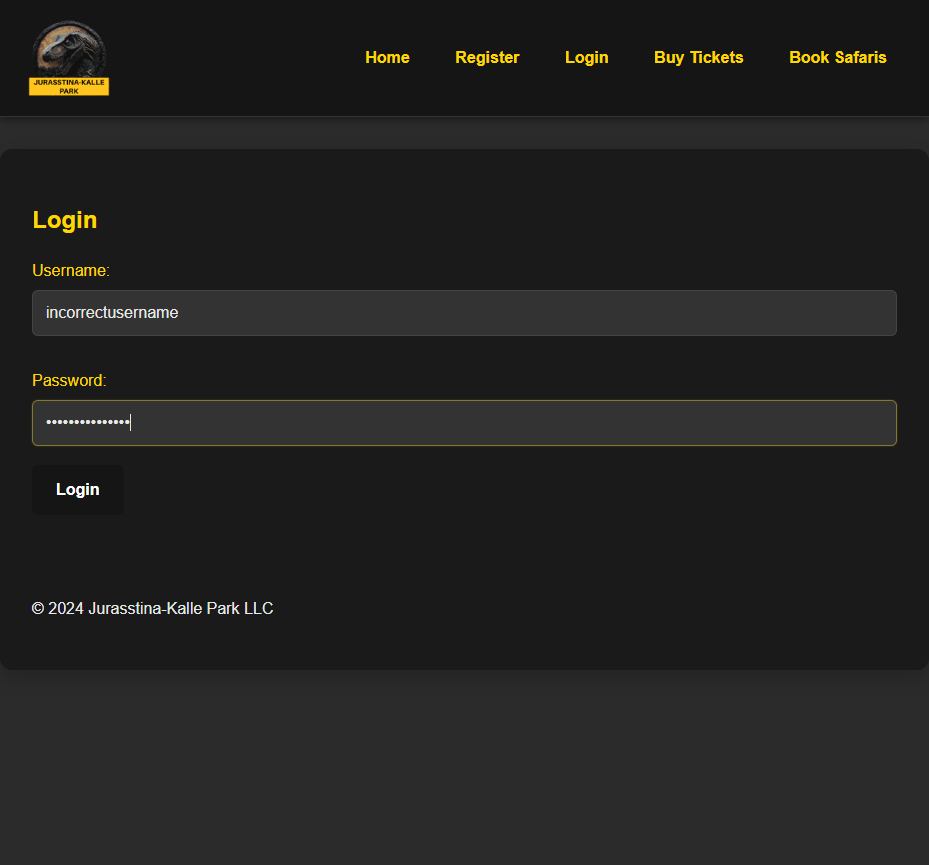 JURASSTINA-KALLE
PARK
Home Register Login Buy Tickets Book Safaris
Login
Username:
incorrectusername
Password:
•••••••••••••••
Login
© 2024 Jurasstina-Kalle Park LLC